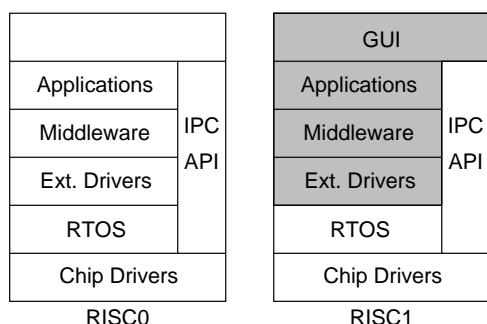 Applications
Middleware
Ext. Drivers
RTOS
IPC
API
Chip Drivers
RISC0
GUI
Applications
Middleware
Ext. Drivers
RTOS
IPC
API
Chip Drivers
RISC1